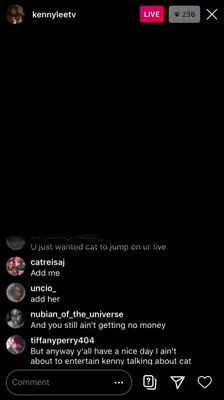 kennyleetv
LIVE
236
U just wanted cat to jump on ur live
catreisaj
Add me
uncio_
add her
nubian_of_the_universe
And you still ain't getting no money
tiffanyperry404
But anyway y'all have a nice day I ain't
about to entertain kenny talking about cat
Comment